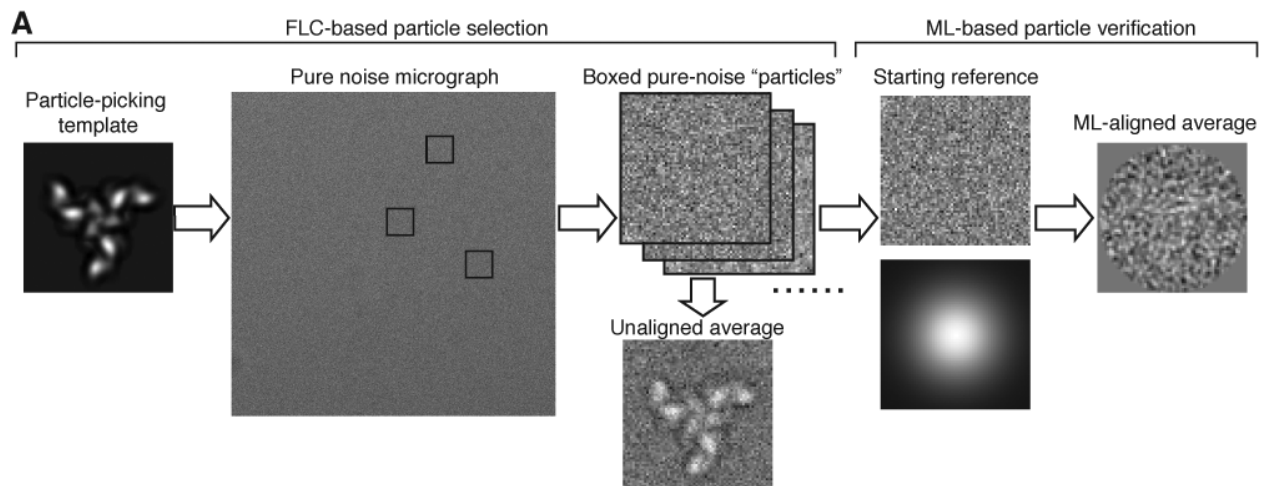 A
FLC-based particle selection
ML-based particle verification
Pure noise micrograph
Boxed pure-noise “particles”
Starting reference
Particle-picking
template
ML-aligned average
Unaligned average